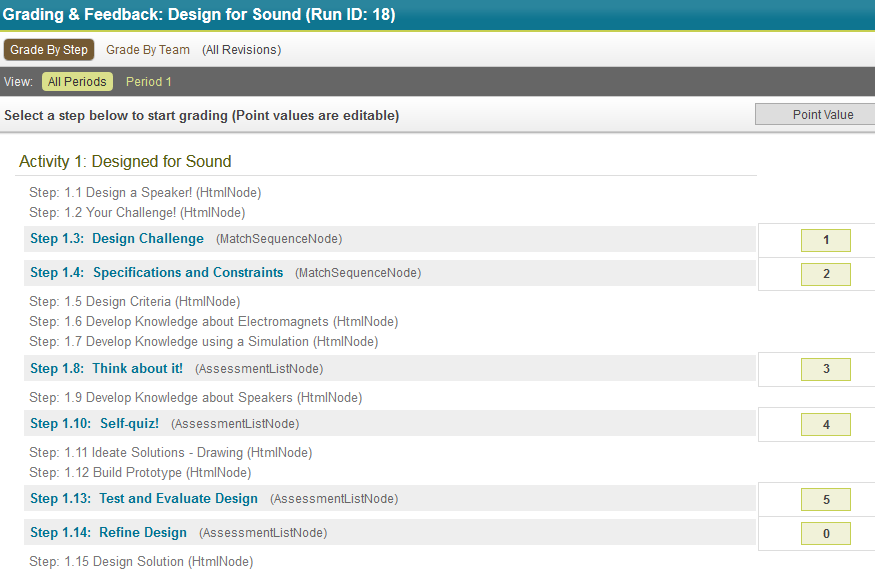 Grading & Feedback: Design for Sound (Run ID: 18)
Grade By Step Grade By Team (All Revisions)
View: All Periods Period 1
Select a step below to start grading (Point values are editable) Point Value
Activity 1: Designed for Sound
Step: 1.1 Design a Speaker! (HtmlNode)
Step: 1.2 Your Challenge! (HtmlNode)
Step 1.3: Design Challenge (MatchSequenceNode) 1
Step 1.4: Specifications and Constraints (MatchSequenceNode) 2
Step: 1.5 Design Criteria (HtmlNode)
Step: 1.6 Develop Knowledge about Electromagnets (HtmlNode)
Step: 1.7 Develop Knowledge using a Simulation (HtmlNode)
Step 1.8: Think about it! (AssessmentListNode) 3
Step: 1.9 Develop Knowledge about Speakers (HtmlNode)
Step 1.10: Self-quiz! (AssessmentListNode) 4
Step: 1.11 Ideate Solutions - Drawing (HtmlNode)
Step: 1.12 Build Prototype (HtmlNode)
Step 1.13: Test and Evaluate Design (AssessmentListNode) 5
Step 1.14: Refine Design (AssessmentListNode) 0
Step: 1.15 Design Solution (HtmlNode)